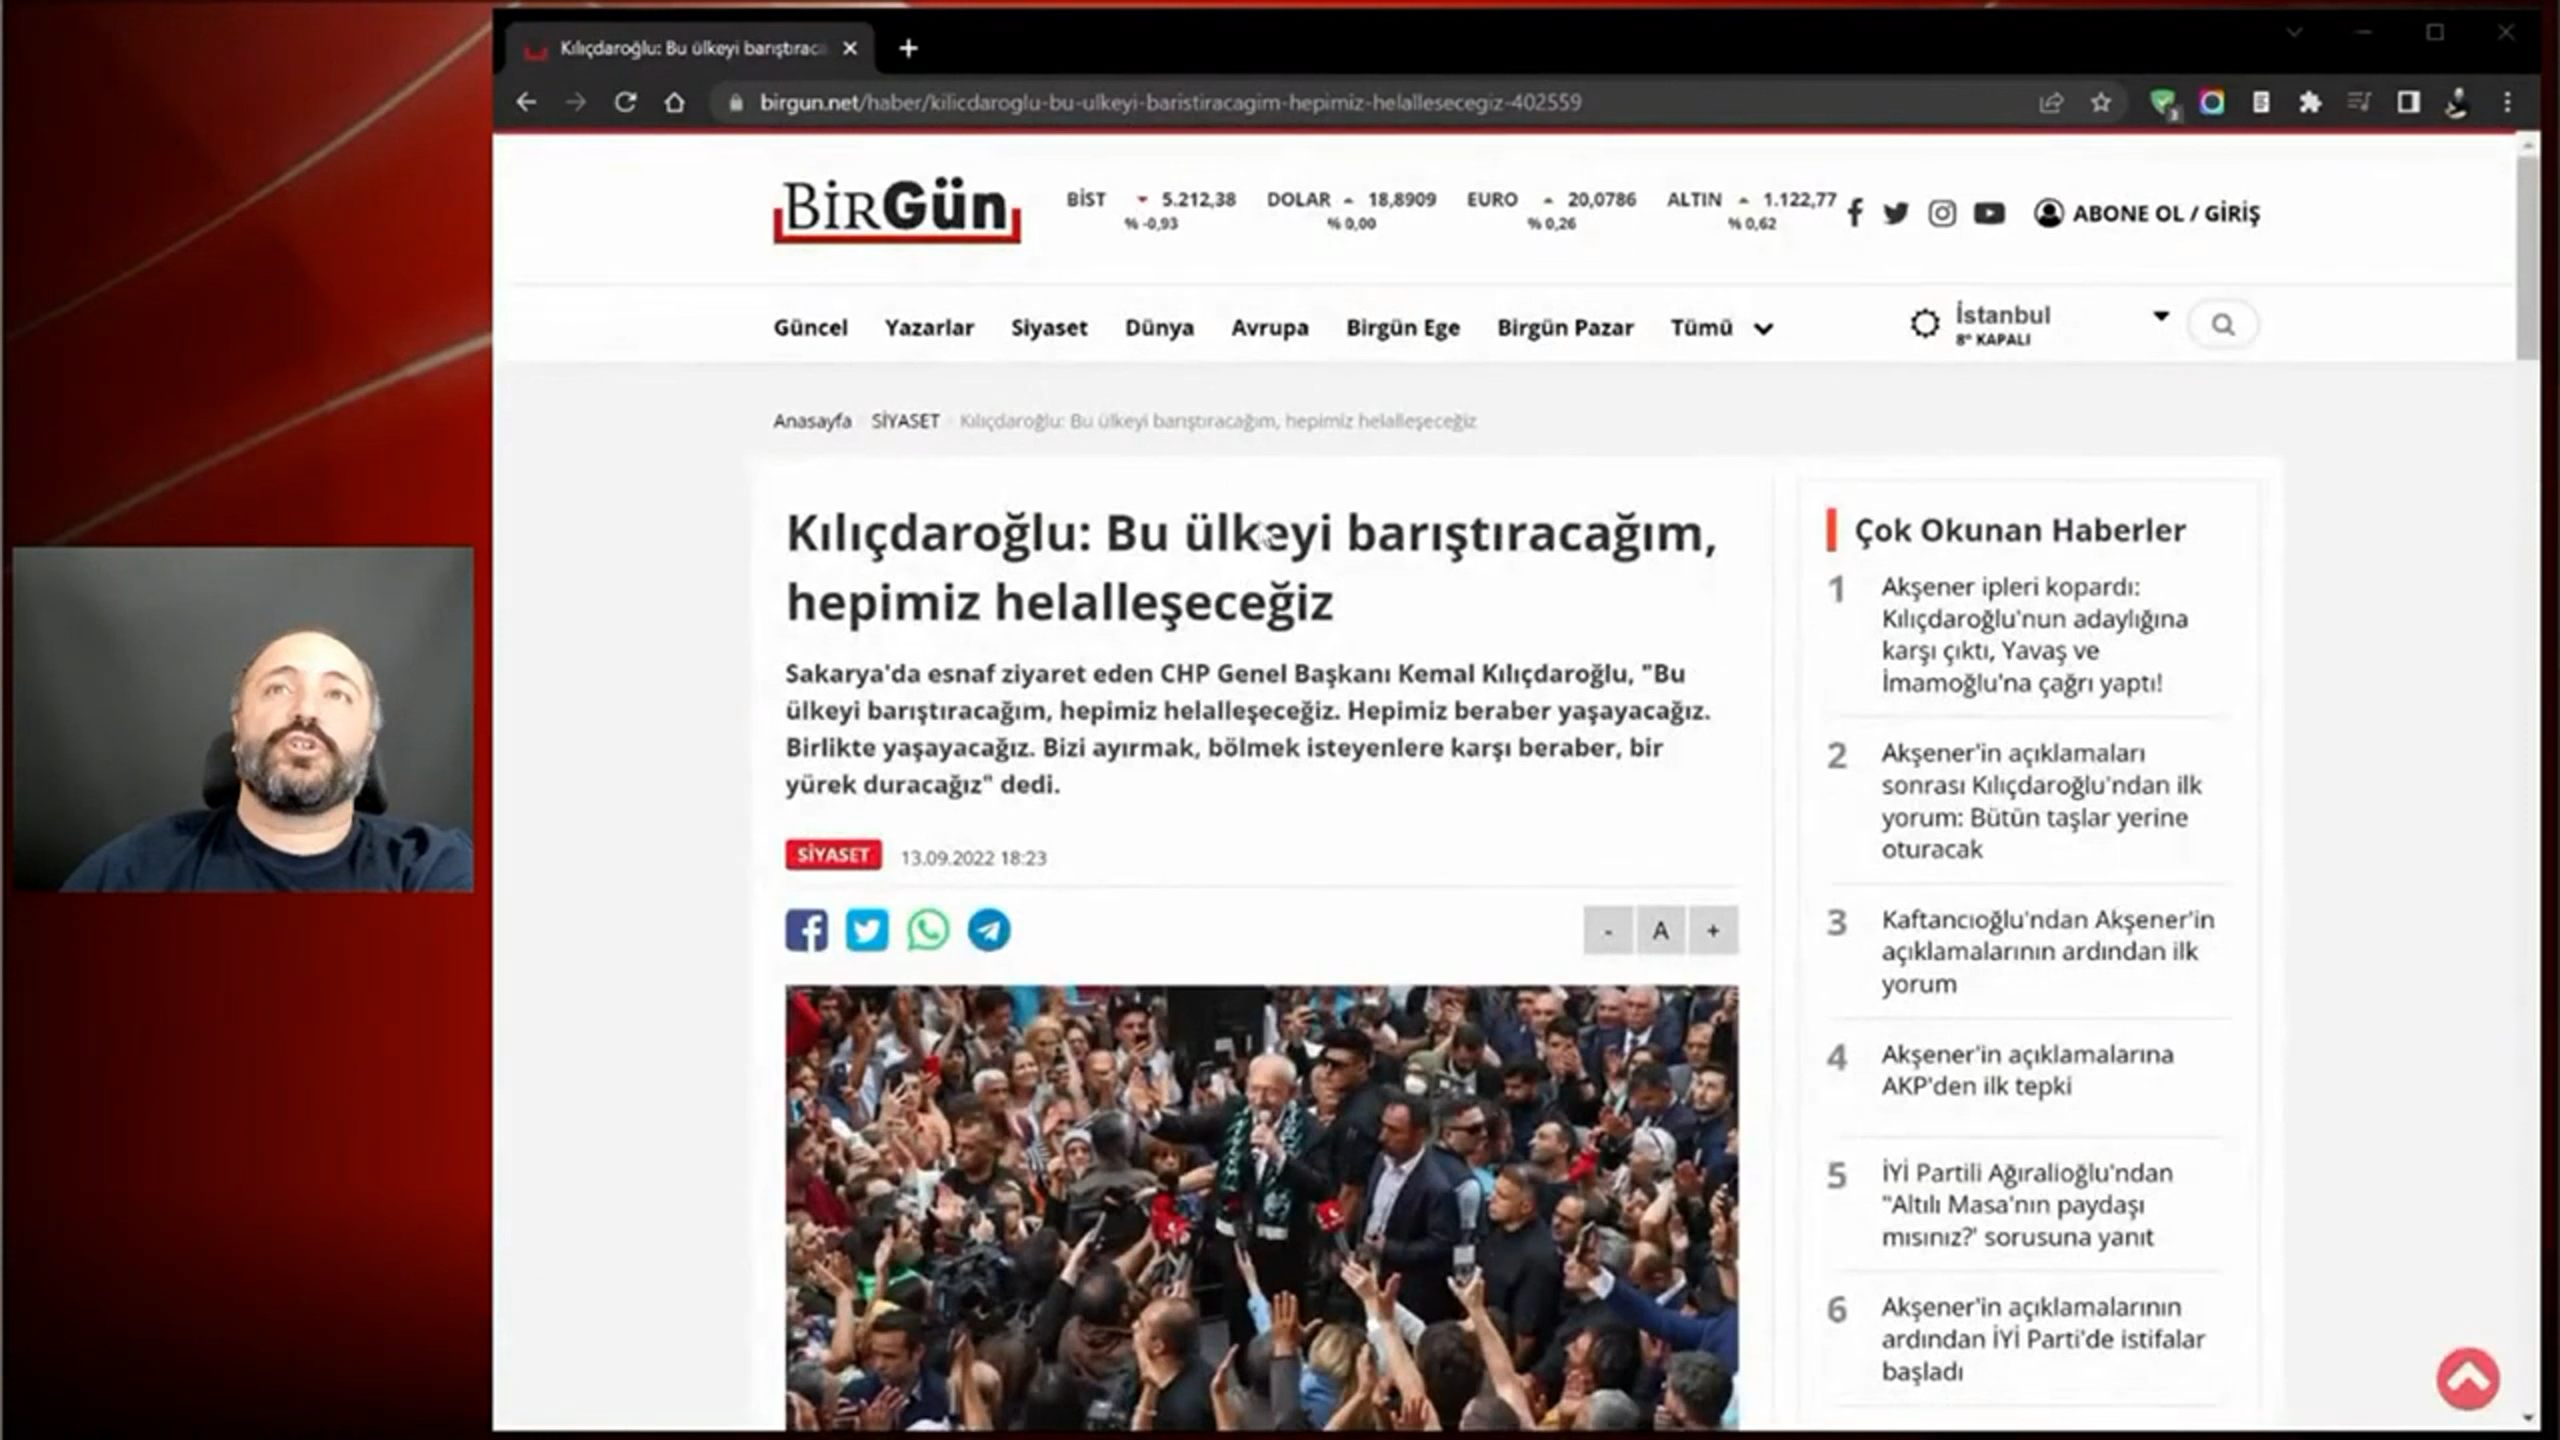 Kılıçdaroğlu: Bu ülkeyi barıştırac
birgun.net/haber/kilicdaroglu-bu-ulkeyi-baristiracagim-hepimiz-helallesecegiz-402559
BİRGün
BİST 5.212,38 DOLAR 18,8909 EURO 20,0786 ALTIN 1.122,77
% -0,93 % 0,00 % 0,26 % 0,62
ABONE OL / GİRİŞ
Güncel Yazarlar Siyaset Dünya Avrupa Birgün Ege Birgün Pazar Tümü
İstanbul
8° KAPALI
Anasayfa SİYASET Kılıçdaroğlu: Bu ülkeyi barıştıracağım, hepimiz helalleşeceğiz
Kılıçdaroğlu: Bu ülkeyi barıştıracağım,
hepimiz helalleşeceğiz
Sakarya'da esnaf ziyaret eden CHP Genel Başkanı Kemal Kılıçdaroğlu, "Bu
ülkeyi barıştıracağım, hepimiz helalleşeceğiz. Hepimiz beraber yaşayacağız.
Birlikte yaşayacağız. Bizi ayırmak, bölmek isteyenlere karşı beraber, bir
yürek duracağız" dedi.
SİYASET 13.09.2022 18:23
- A +
Çok Okunan Haberler
1 Akşener ipleri kopardı:
Kılıçdaroğlu'nun adaylığına
karşı çıktı, Yavaş ve
İmamoğlu'na çağrı yaptı!
2 Akşener'in açıklamaları
sonrası Kılıçdaroğlu'ndan ilk
yorum: Bütün taşlar yerine
oturacak
3 Kaftancıoğlu'ndan Akşener'in
açıklamalarının ardından ilk
yorum
4 Akşener'in açıklamalarına
AKP'den ilk tepki
5 İYİ Partili Ağıralioğlu'ndan
"Altılı Masa'nın paydaşı
mısınız?' sorusuna yanıt
6 Akşener'in açıklamalarının
ardından İYİ Parti'de istifalar
başladı